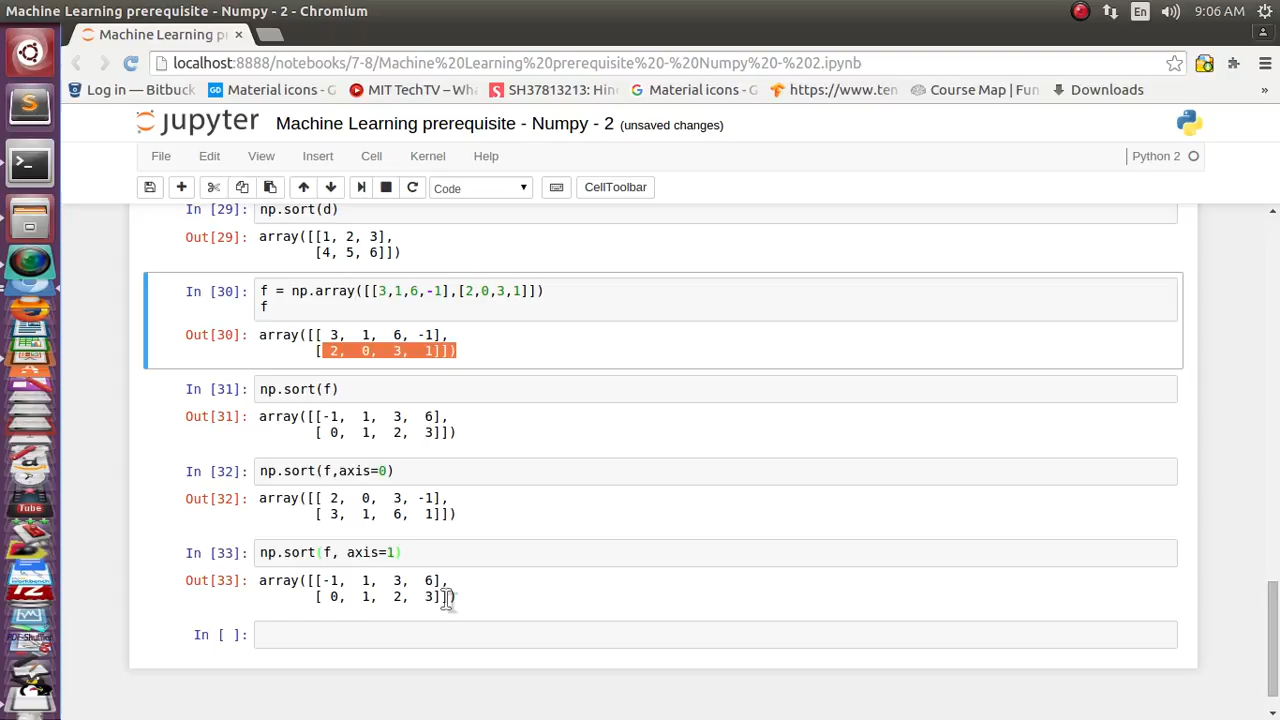 Machine Learning prerequisite - Numpy - 2 - Chromium
En
9:06 AM
Machine Learning pr
localhost:8888/notebooks/7-8/Machine%20Learning%20prerequisite%20-%20Numpy%20-%202.ipynb
Log in — Bitbuck
GO Material icons - G
MIT TechTV – Wha
S SH37813213: Hind
G Material icons - G
https://www.ten
Course Map | Fun
Downloads
»
jupyter Machine Learning prerequisite - Numpy - 2 (unsaved changes)
File Edit View Insert Cell Kernel Help
Python 2
Code
CellToolbar
In [29]: np.sort(d)
Out[29]: array([[1, 2, 3],
[4, 5, 6]])
In [30]: f = np.array([[3,1,6,-1],[2,0,3,1]])
f
Out[30]: array([[ 3, 1, 6, -1],
[ 2, 0, 3, 1]])
In [31]: np.sort(f)
Out[31]: array([[-1, 1, 3, 6],
[ 0, 1, 2, 3]])
In [32]: np.sort(f,axis=0)
Out[32]: array([[ 2, 0, 3, -1],
[ 3, 1, 6, 1]])
In [33]: np.sort(f, axis=1)
Out[33]: array([[-1, 1, 3, 6],
[ 0, 1, 2, 3]])
In [ ]: